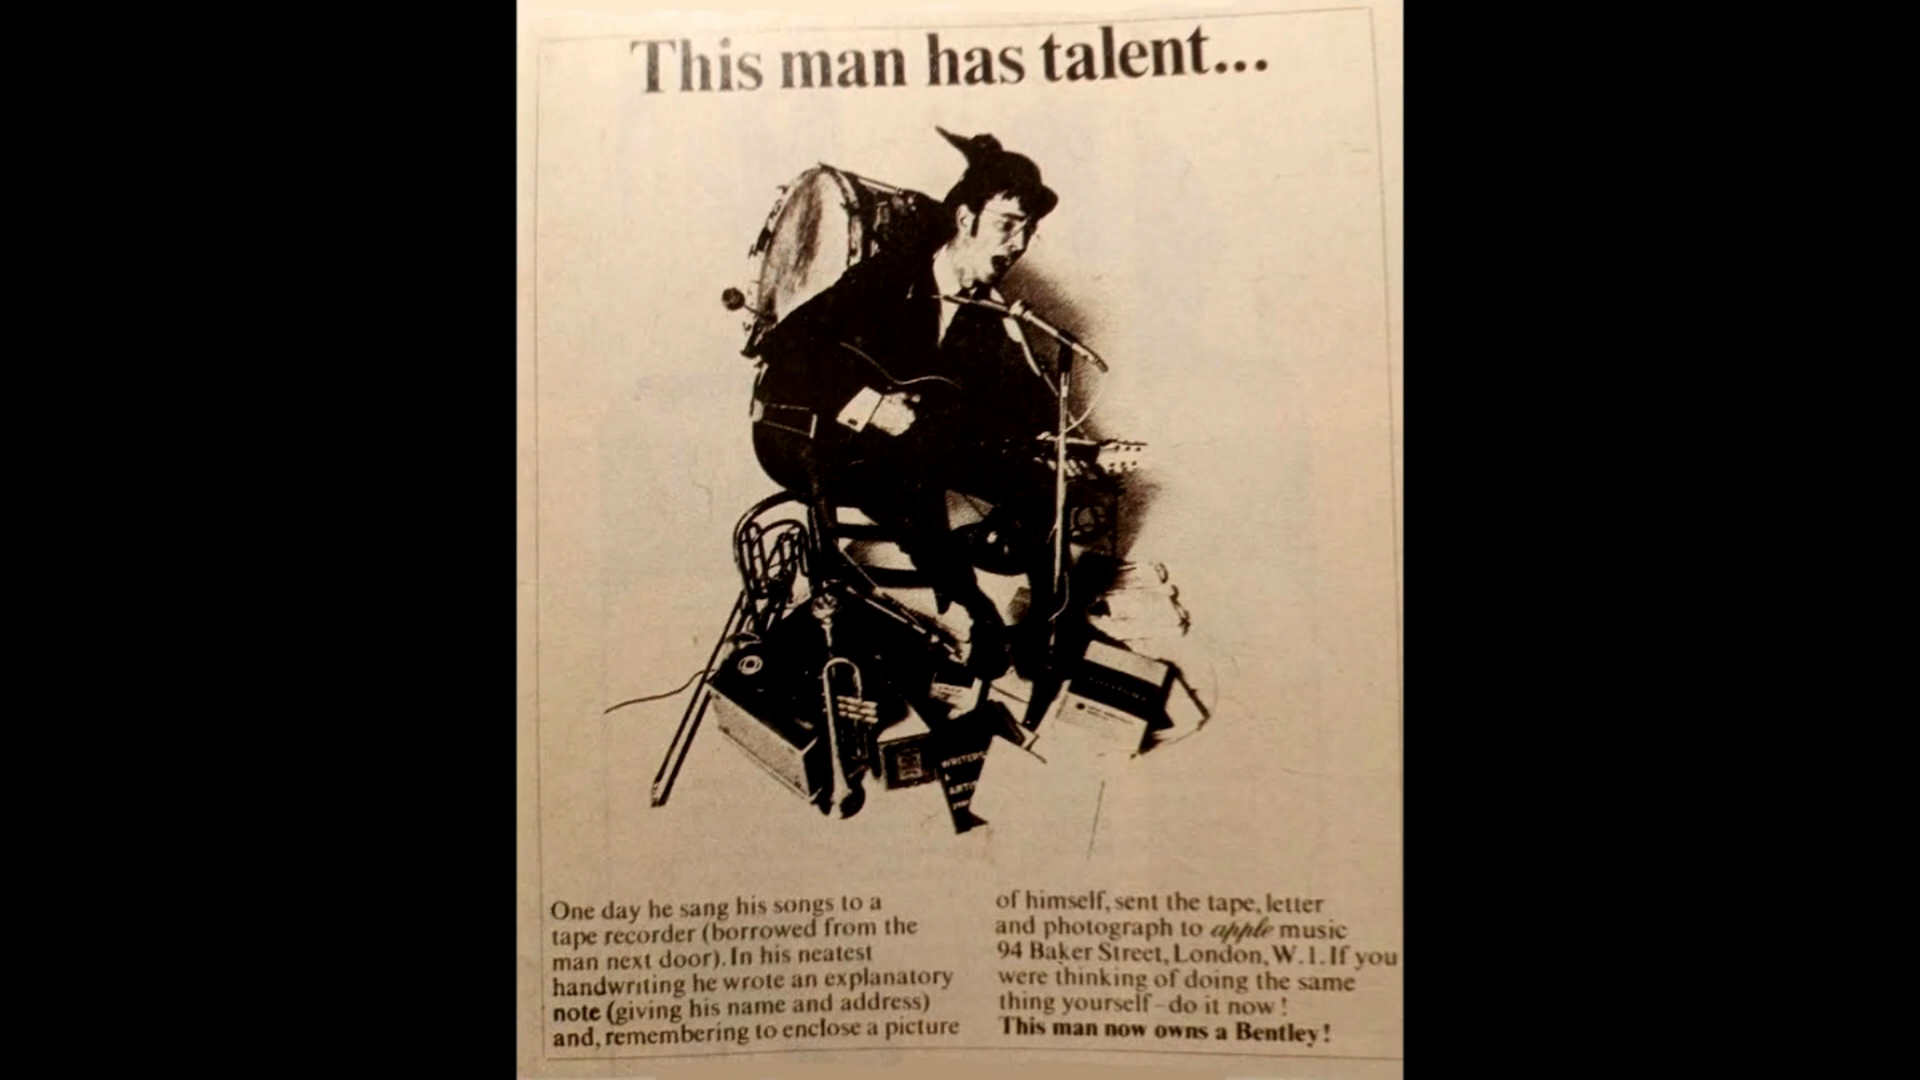 This man has talent...
WRITERS'
One day he sang his songs to a
tape recorder (borrowed from the
man next door). In his neatest
handwriting he wrote an explanatory
note (giving his name and address)
and, remembering to enclose a picture
of himself, sent the tape, letter
and photograph to apple music
94 Baker Street, London, W.1. If you
were thinking of doing the same
thing yourself – do it now!
This man now owns a Bentley!